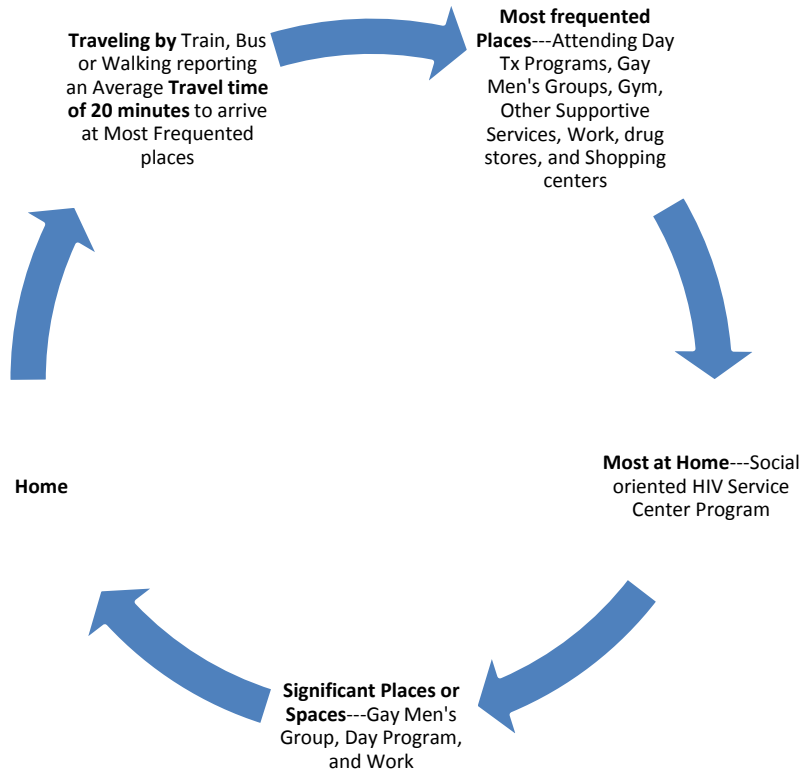 Traveling by Train, Bus
or Walking reporting
an Average Travel time
of 20 minutes to arrive
at Most Frequented
places
Most frequented
Places---Attending Day
Tx Programs, Gay
Men's Groups, Gym,
Other Supportive
Services, Work, drug
stores, and Shopping
centers
Most at Home---Social
oriented HIV Service
Center Program
Significant Places or
Spaces---Gay Men's
Group, Day Program,
and Work
Home